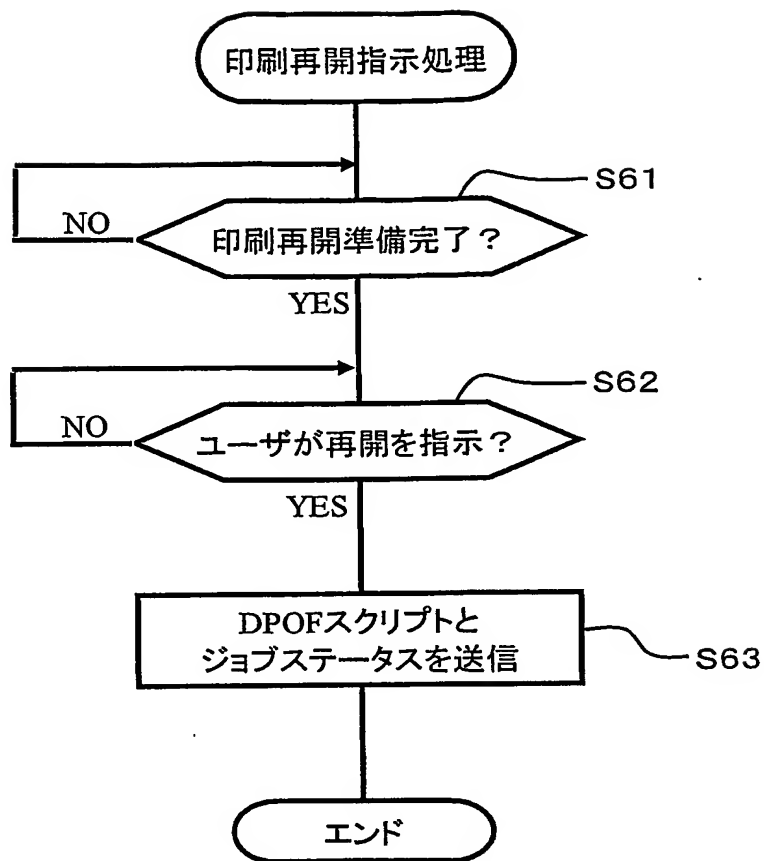 印刷再開指示処理
S61
NO
印刷再開準備完了？
YES
S62
NO
ユーザが再開を指示？
YES
DPOFスクリプトと
ジョブステータスを送信
S63
エンド